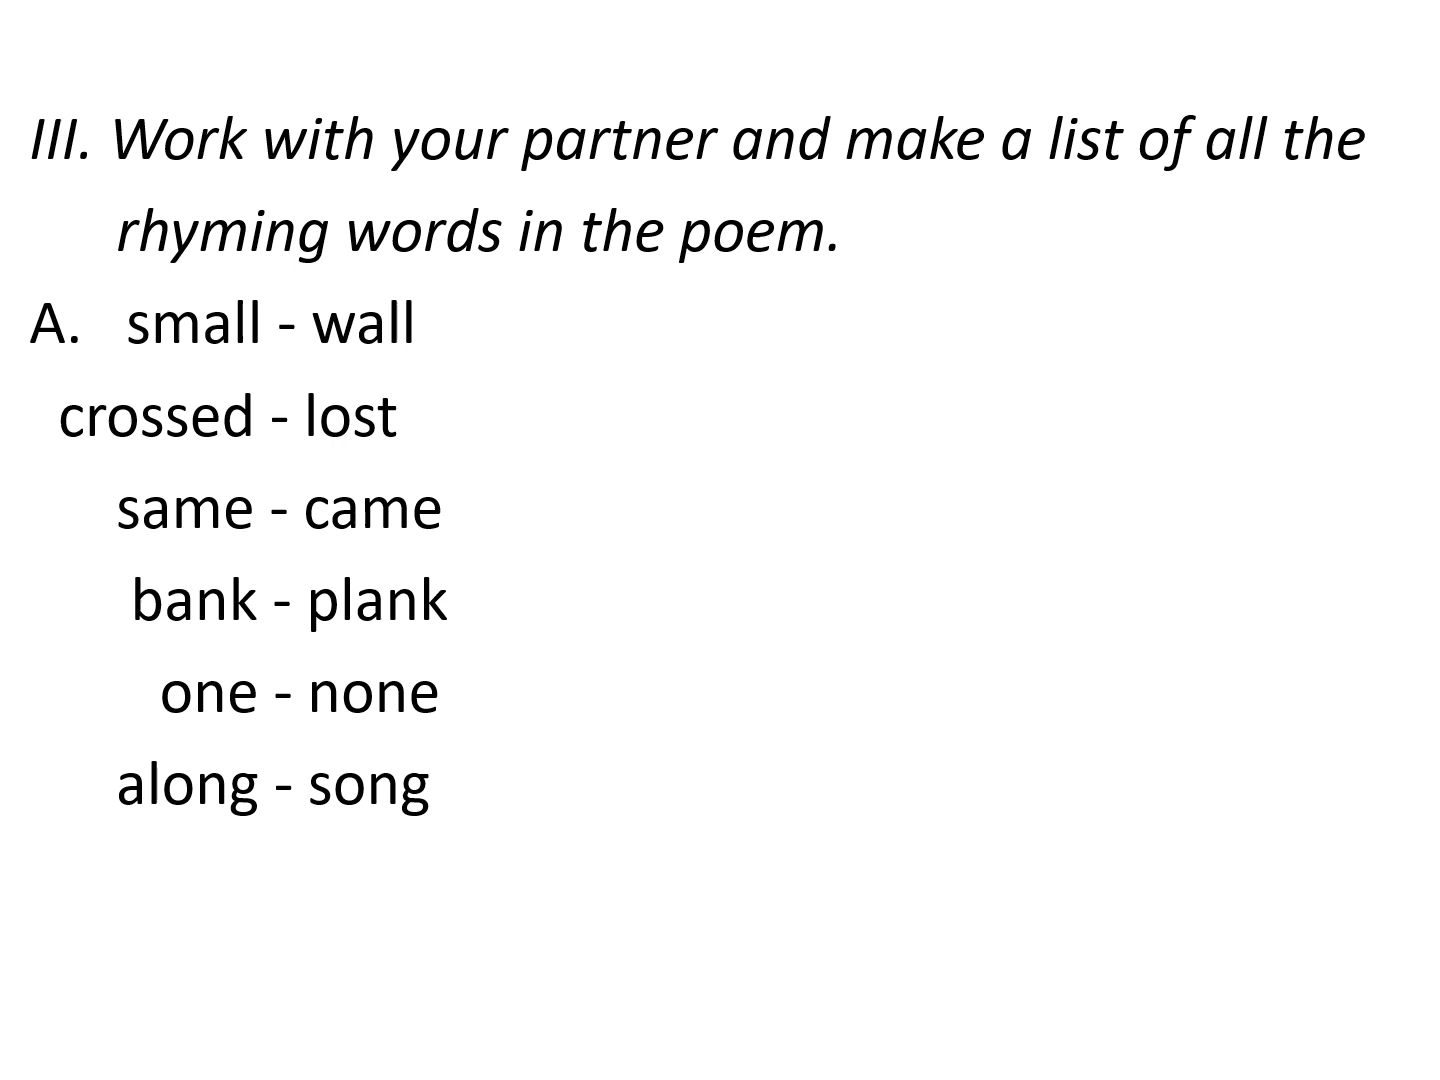 III. Work with your partner and make a list of all the
rhyming words in the poem.
A. small - wall
crossed - lost
same - came
bank - plank
one - none
along - song